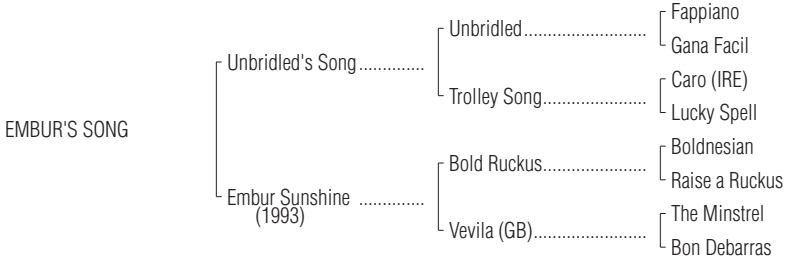 Fappiano
Unbridled..........................
Gana Facil
Unbridled's Song..............
Caro (IRE)
Trolley Song......................
Lucky Spell
EMBUR'S SONG
Boldnesian
Bold Ruckus......................
Raise a Ruckus
Embur Sunshine ..............
(1993)
The Minstrel
Vevila (GB)........................
Bon Debarras